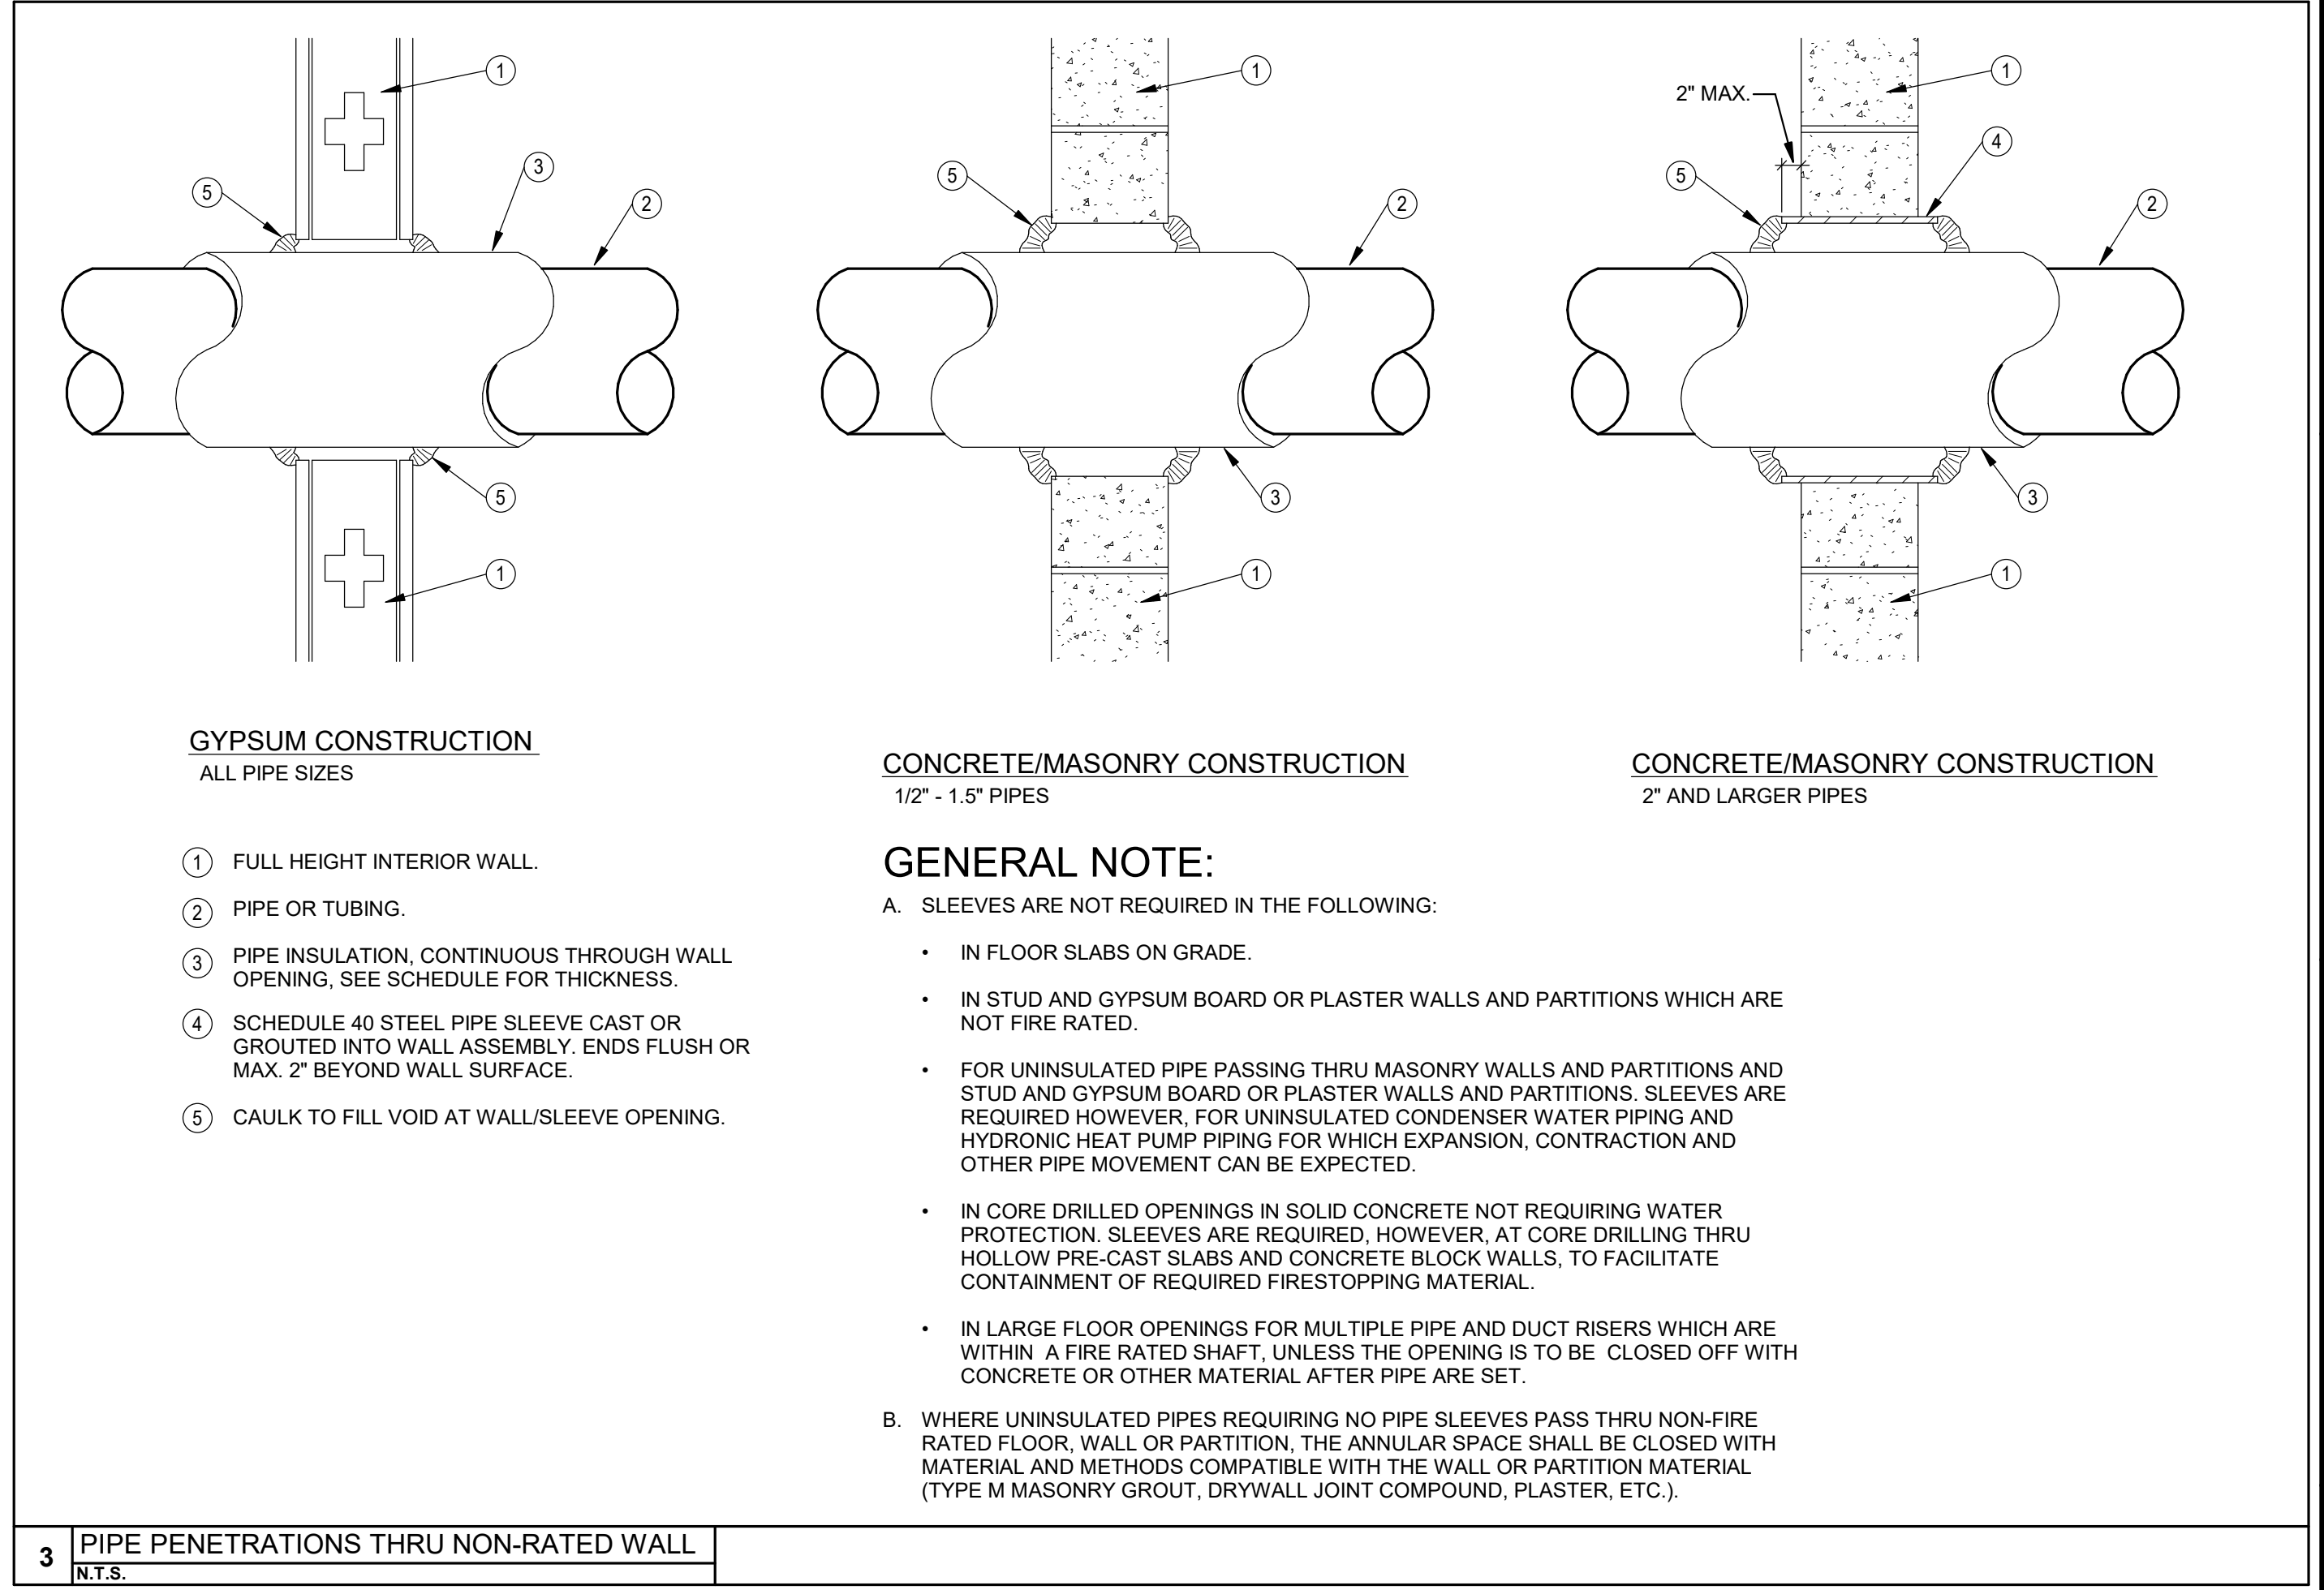 1
3
5
2
5
1
GYPSUM CONSTRUCTION
ALL PIPE SIZES
1
5
2
3
1
CONCRETE/MASONRY CONSTRUCTION
1/2" - 1.5" PIPES
1
2" MAX.
4
5
2
3
1
CONCRETE/MASONRY CONSTRUCTION
2" AND LARGER PIPES
1 FULL HEIGHT INTERIOR WALL.
2 PIPE OR TUBING.
3 PIPE INSULATION, CONTINUOUS THROUGH WALL
OPENING, SEE SCHEDULE FOR THICKNESS.
4 SCHEDULE 40 STEEL PIPE SLEEVE CAST OR
GROUTED INTO WALL ASSEMBLY. ENDS FLUSH OR
MAX. 2" BEYOND WALL SURFACE.
5 CAULK TO FILL VOID AT WALL/SLEEVE OPENING.
GENERAL NOTE:
A. SLEEVES ARE NOT REQUIRED IN THE FOLLOWING:
• IN FLOOR SLABS ON GRADE.
• IN STUD AND GYPSUM BOARD OR PLASTER WALLS AND PARTITIONS WHICH ARE
NOT FIRE RATED.
• FOR UNINSULATED PIPE PASSING THRU MASONRY WALLS AND PARTITIONS AND
STUD AND GYPSUM BOARD OR PLASTER WALLS AND PARTITIONS. SLEEVES ARE
REQUIRED HOWEVER, FOR UNINSULATED CONDENSER WATER PIPING AND
HYDRONIC HEAT PUMP PIPING FOR WHICH EXPANSION, CONTRACTION AND
OTHER PIPE MOVEMENT CAN BE EXPECTED.
• IN CORE DRILLED OPENINGS IN SOLID CONCRETE NOT REQUIRING WATER
PROTECTION. SLEEVES ARE REQUIRED, HOWEVER, AT CORE DRILLING THRU
HOLLOW PRE-CAST SLABS AND CONCRETE BLOCK WALLS, TO FACILITATE
CONTAINMENT OF REQUIRED FIRESTOPPING MATERIAL.
• IN LARGE FLOOR OPENINGS FOR MULTIPLE PIPE AND DUCT RISERS WHICH ARE
WITHIN A FIRE RATED SHAFT, UNLESS THE OPENING IS TO BE CLOSED OFF WITH
CONCRETE OR OTHER MATERIAL AFTER PIPE ARE SET.
B. WHERE UNINSULATED PIPES REQUIRING NO PIPE SLEEVES PASS THRU NON-FIRE
RATED FLOOR, WALL OR PARTITION, THE ANNULAR SPACE SHALL BE CLOSED WITH
MATERIAL AND METHODS COMPATIBLE WITH THE WALL OR PARTITION MATERIAL
(TYPE M MASONRY GROUT, DRYWALL JOINT COMPOUND, PLASTER, ETC.).
3 PIPE PENETRATIONS THRU NON-RATED WALL
N.T.S.